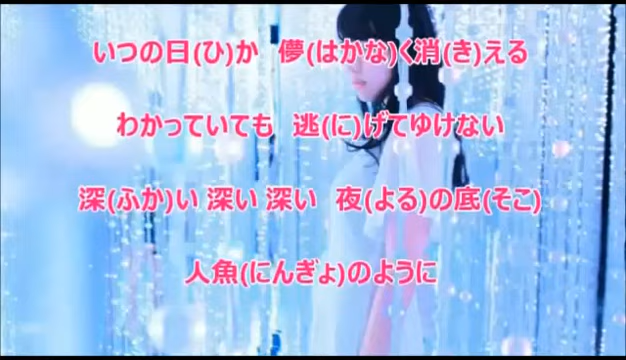 いつの日(ひ)か 儚(はかな)く消(き)える
わかっていても 逃(に)げてゆけない
深(ふか)い 深い 深い 夜(よる)の底(そこ)
人魚(にんぎょ)のように